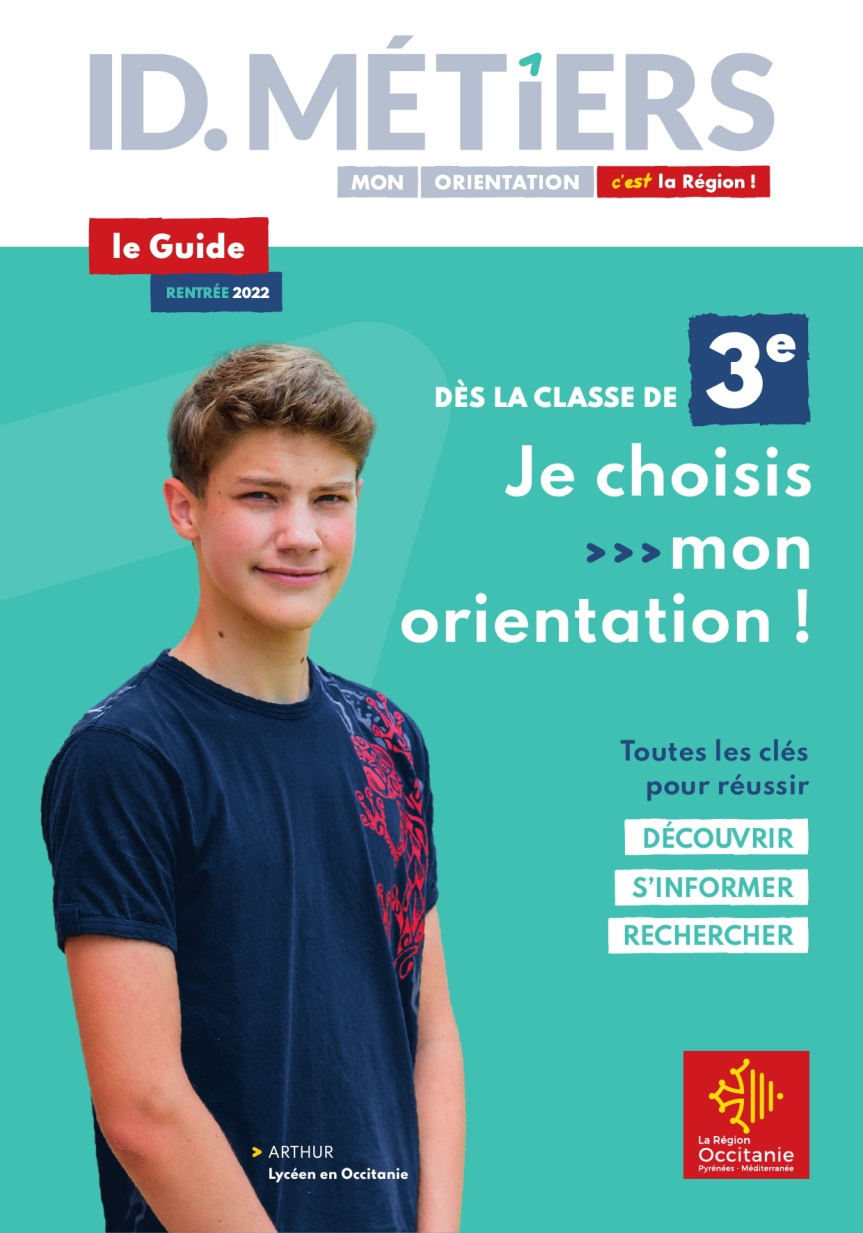 ID.MÉTIERS
MON ORIENTATION c'est la Région !
le Guide
RENTRÉE 2022
DÈS LA CLASSE DE 3e
Je choisis
>>> mon
orientation !
Toutes les clés
pour réussir
DÉCOUVRIR
S'INFORMER
RECHERCHER
> ARTHUR
Lycéen en Occitanie
La Région
Occitanie
Pyrénées - Méditerranée